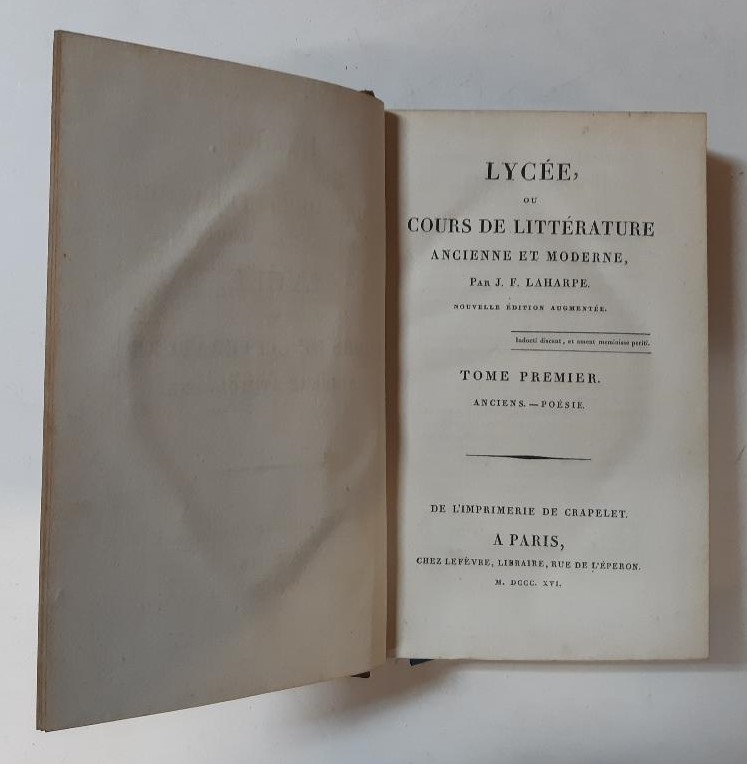 LYCÉE,
OU
COURS DE LITTÉRATURE
ANCIENNE ET MODERNE,
PAR J. F. LAHARPE.
NOUVELLE ÉDITION AUGMENTÉE.
Indocti discant, et ament meminisse periti.
TOME PREMIER.
ANCIENS. — POÉSIE.
DE L'IMPRIMERIE DE CRAPELET.
A PARIS,
CHEZ LEFÈVRE, LIBRAIRE, RUE DE L'ÉPERON.
M. DCCC. XVI.